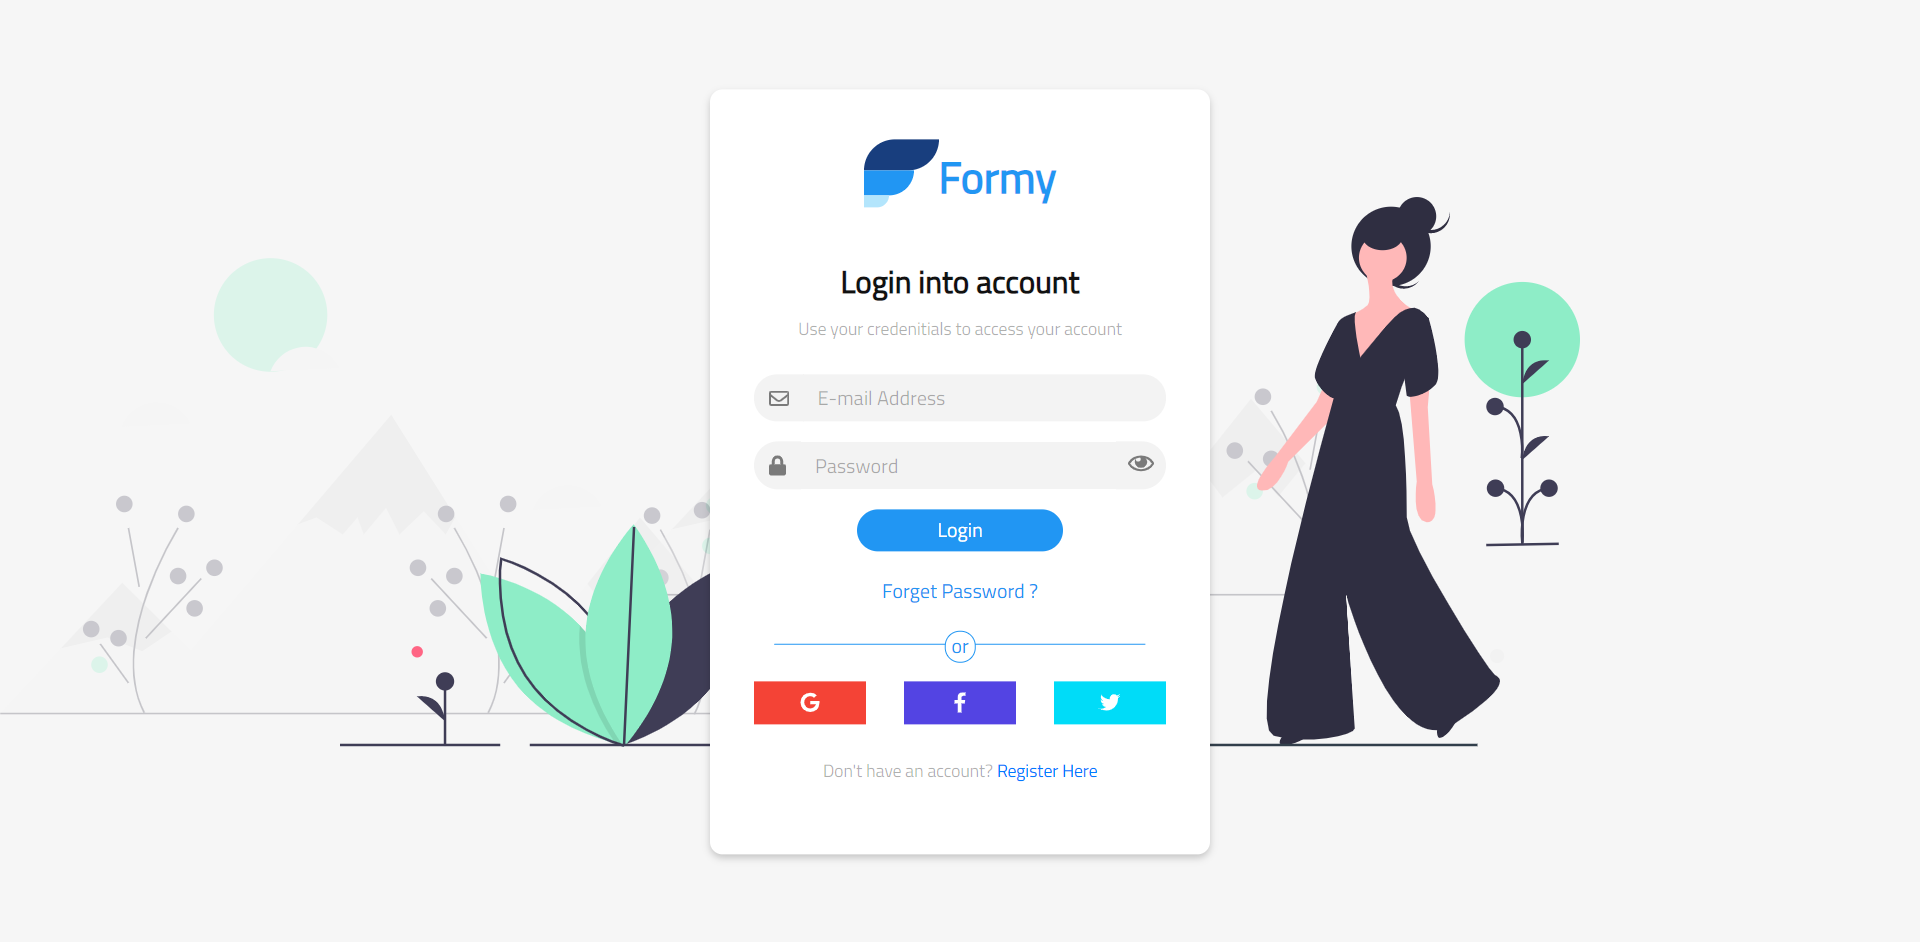 Formy
Login into account
Use your credenitials to access your account
E-mail Address
Password
Login
Forget Password ?
or
Don't have an account? Register Here